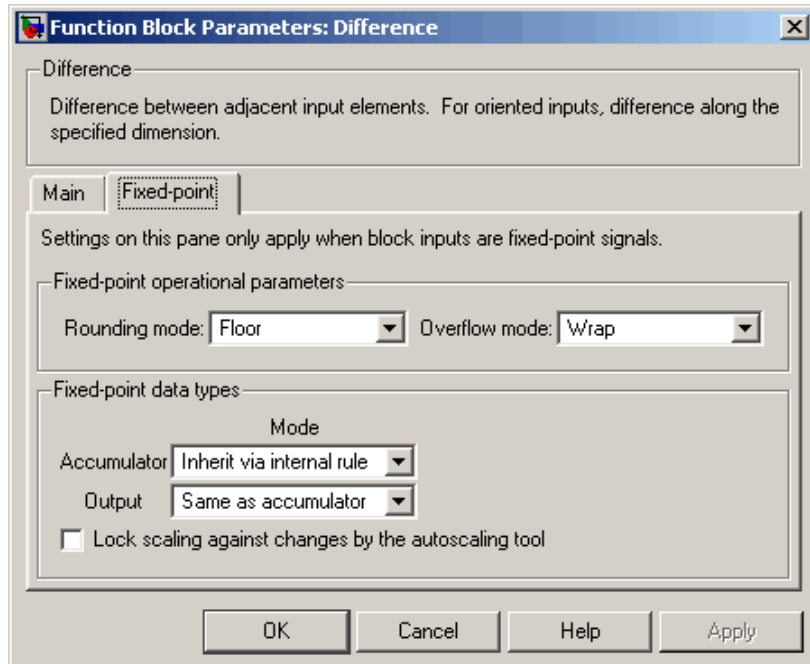 Function Block Parameters: Difference
Difference
Difference between adjacent input elements. For oriented inputs, difference along the
specified dimension.
Main Fixed-point
Settings on this pane only apply when block inputs are fixed-point signals.
Fixed-point operational parameters
Rounding mode: Floor Overflow mode: Wrap
Fixed-point data types
Mode
Accumulator Inherit via internal rule
Output Same as accumulator
Lock scaling against changes by the autoscaling tool
OK Cancel Help Apply